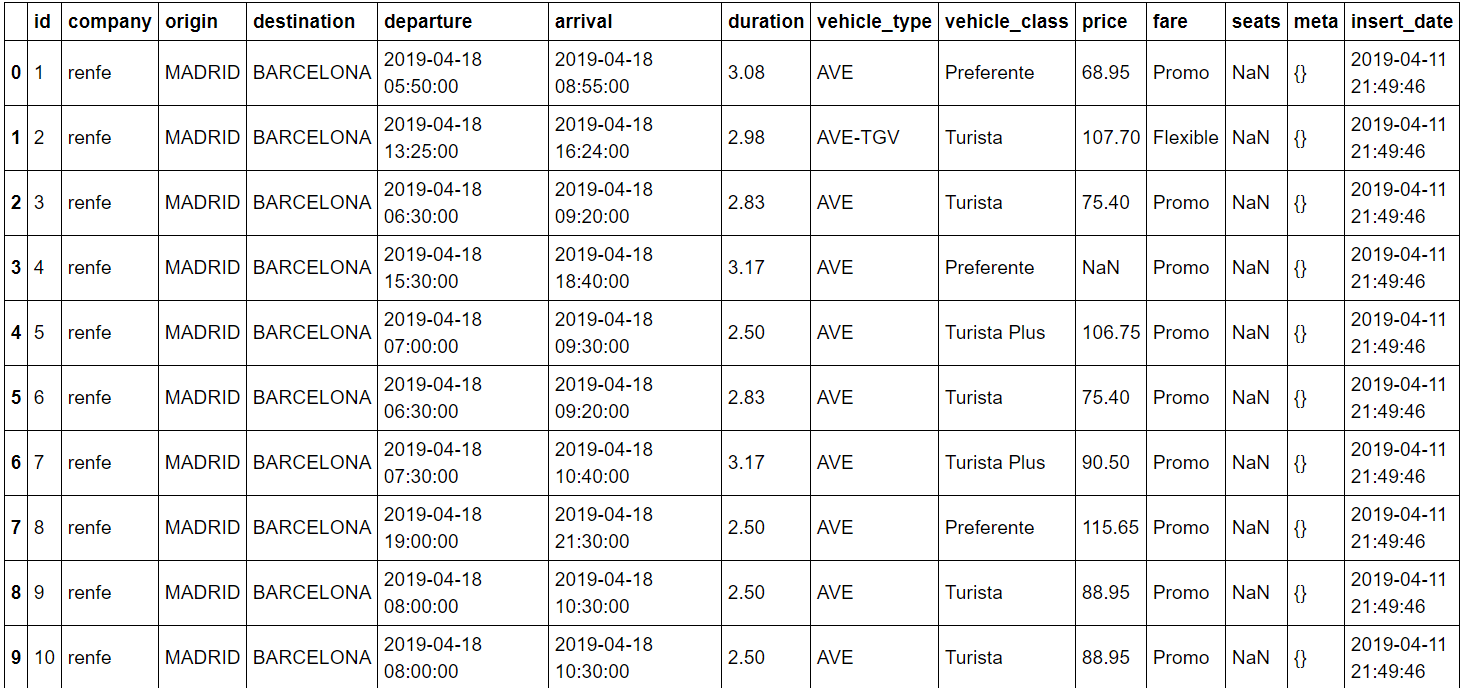 id company origin destination departure arrival duration vehicle_type vehicle_class price fare seats meta insert_date
0 1 renfe MADRID BARCELONA 2019-04-18 05:50:00 2019-04-18 08:55:00 3.08 AVE Preferente 68.95 Promo NaN {} 2019-04-11 21:49:46
1 2 renfe MADRID BARCELONA 2019-04-18 13:25:00 2019-04-18 16:24:00 2.98 AVE-TGV Turista 107.70 Flexible NaN {} 2019-04-11 21:49:46
2 3 renfe MADRID BARCELONA 2019-04-18 06:30:00 2019-04-18 09:20:00 2.83 AVE Turista 75.40 Promo NaN {} 2019-04-11 21:49:46
3 4 renfe MADRID BARCELONA 2019-04-18 15:30:00 2019-04-18 18:40:00 3.17 AVE Preferente NaN Promo NaN {} 2019-04-11 21:49:46
4 5 renfe MADRID BARCELONA 2019-04-18 07:00:00 2019-04-18 09:30:00 2.50 AVE Turista Plus 106.75 Promo NaN {} 2019-04-11 21:49:46
5 6 renfe MADRID BARCELONA 2019-04-18 06:30:00 2019-04-18 09:20:00 2.83 AVE Turista 75.40 Promo NaN {} 2019-04-11 21:49:46
6 7 renfe MADRID BARCELONA 2019-04-18 07:30:00 2019-04-18 10:40:00 3.17 AVE Turista Plus 90.50 Promo NaN {} 2019-04-11 21:49:46
7 8 renfe MADRID BARCELONA 2019-04-18 19:00:00 2019-04-18 21:30:00 2.50 AVE Preferente 115.65 Promo NaN {} 2019-04-11 21:49:46
8 9 renfe MADRID BARCELONA 2019-04-18 08:00:00 2019-04-18 10:30:00 2.50 AVE Turista 88.95 Promo NaN {} 2019-04-11 21:49:46
9 10 renfe MADRID BARCELONA 2019-04-18 08:00:00 2019-04-18 10:30:00 2.50 AVE Turista 88.95 Promo NaN {} 2019-04-11 21:49:46